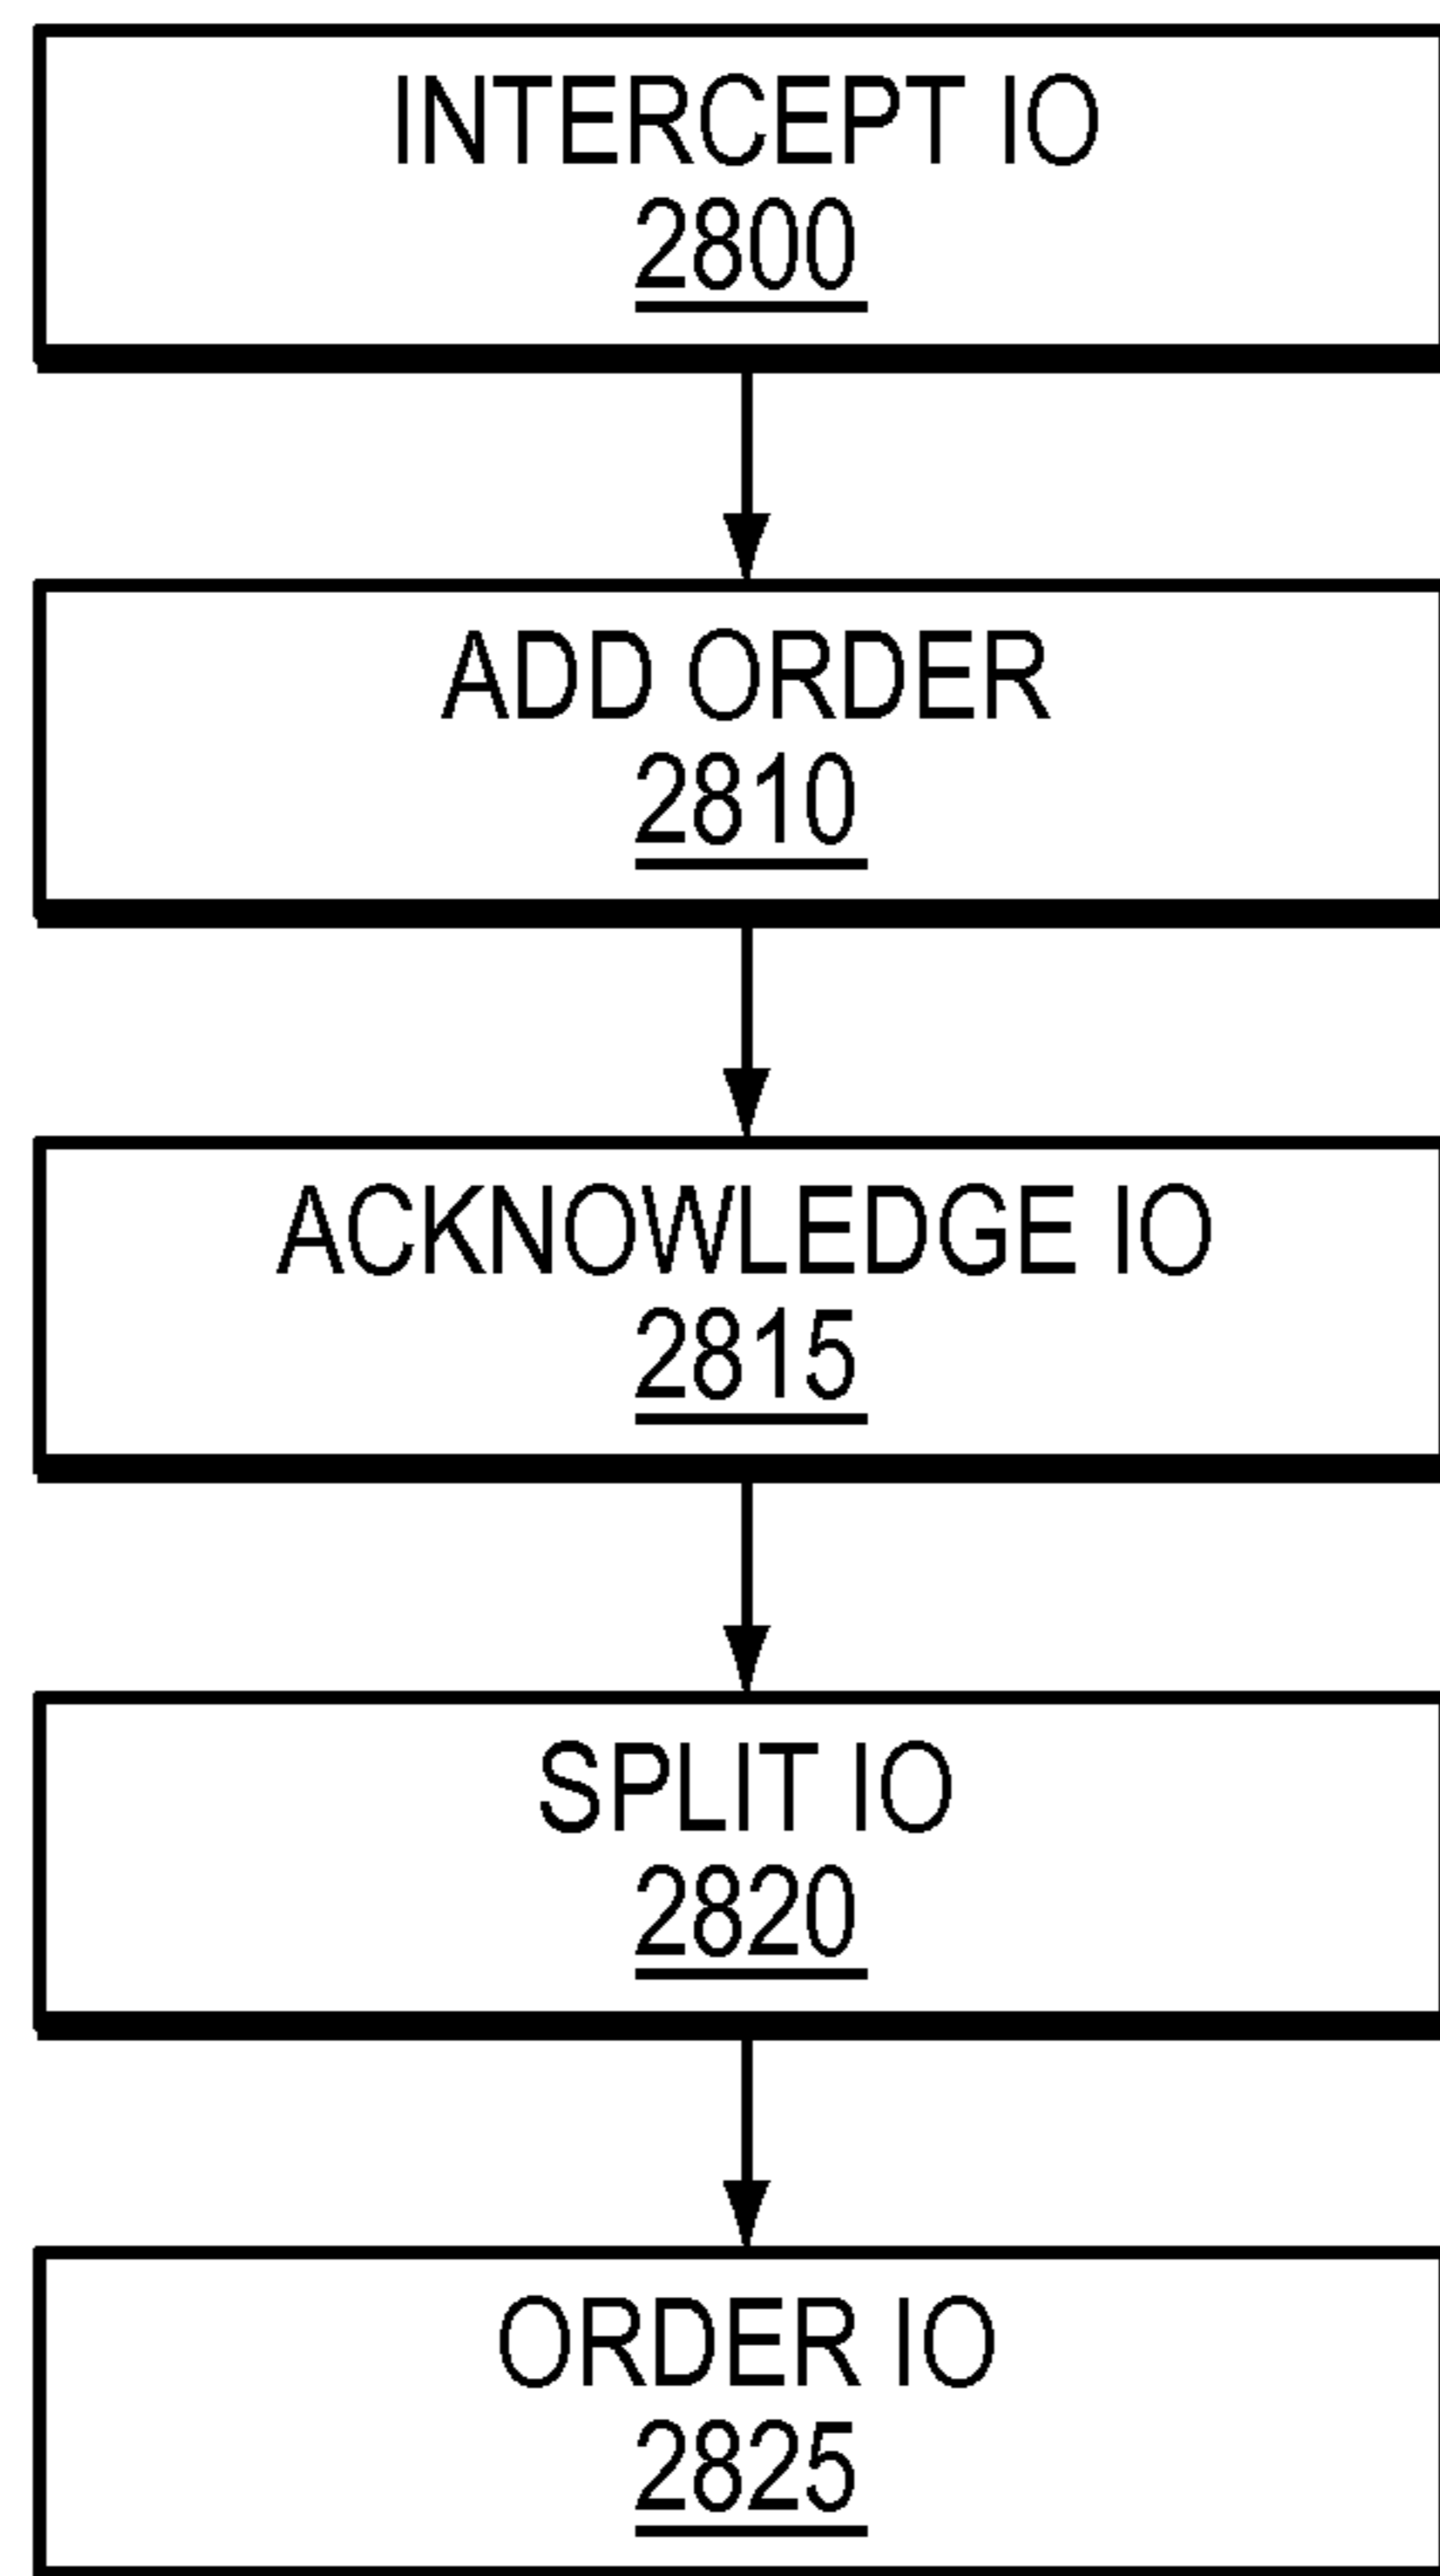 INTERCEPT IO
2800
ADD ORDER
2810
ACKNOWLEDGE IO
2815
SPLIT IO
2820
ORDER IO
2825